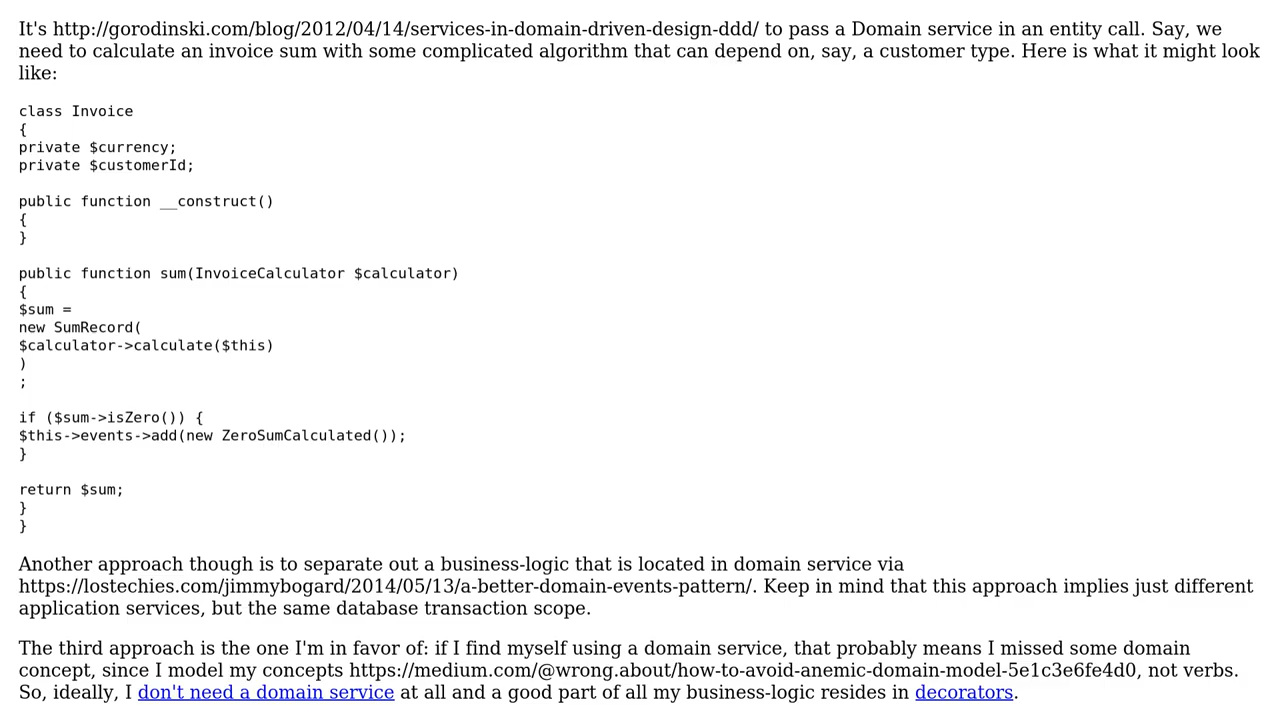 It's http://gorodinski.com/blog/2012/04/14/services-in-domain-driven-design-ddd/ to pass a Domain service in an entity call. Say, we
need to calculate an invoice sum with some complicated algorithm that can depend on, say, a customer type. Here is what it might look
like:
class Invoice
{
private $currency;
private $customerId;
public function __construct()
{
}
public function sum(InvoiceCalculator $calculator)
{
$sum =
new SumRecord(
$calculator->calculate($this)
)
;
if ($sum->isZero()) {
$this->events->add(new ZeroSumCalculated());
}
return $sum;
}
}
Another approach though is to separate out a business-logic that is located in domain service via
https://lostechies.com/jimmybogard/2014/05/13/a-better-domain-events-pattern/. Keep in mind that this approach implies just different
application services, but the same database transaction scope.
The third approach is the one I'm in favor of: if I find myself using a domain service, that probably means I missed some domain
concept, since I model my concepts https://medium.com/@wrong.about/how-to-avoid-anemic-domain-model-5e1c3e6fe4d0, not verbs.
So, ideally, I don't need a domain service at all and a good part of all my business-logic resides in decorators.